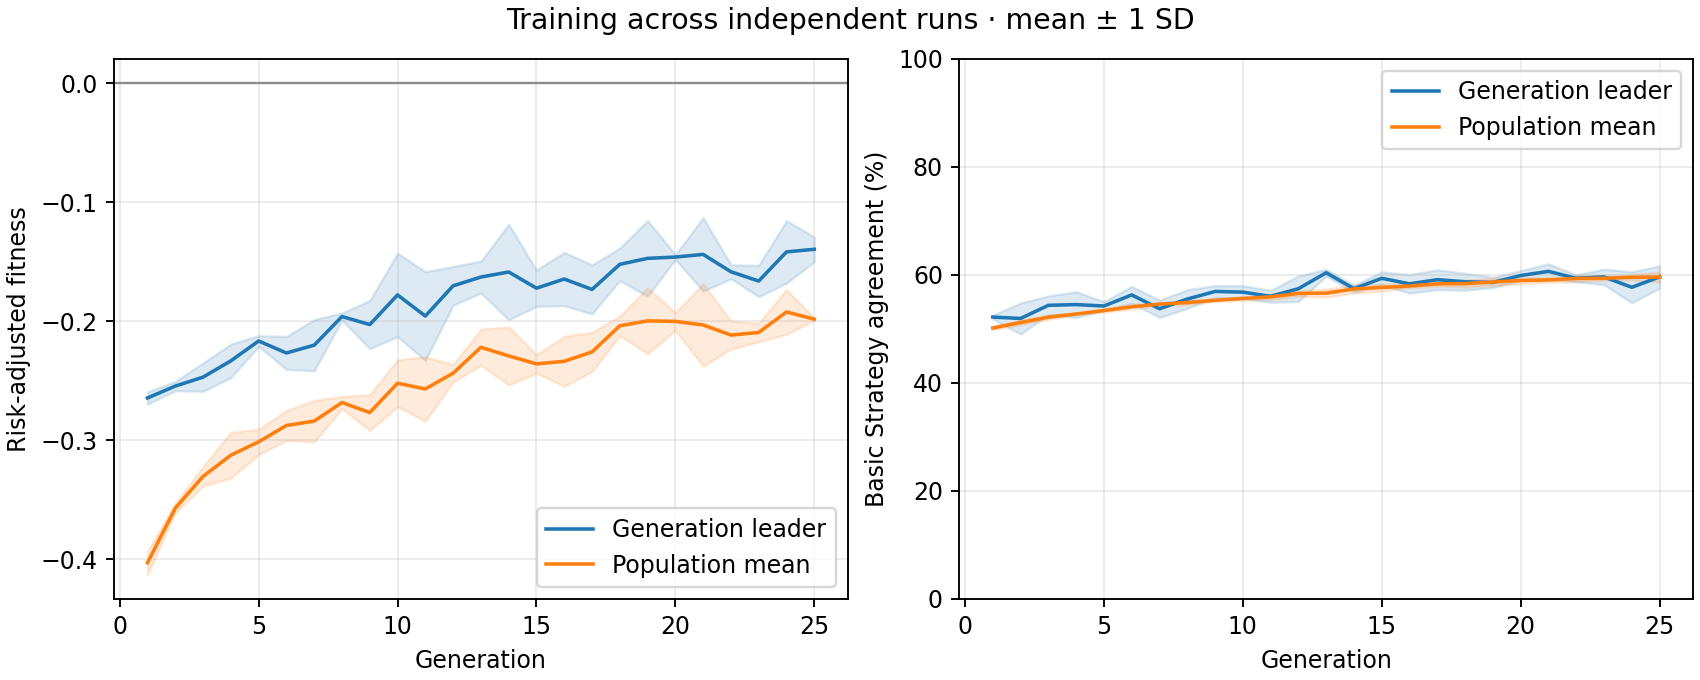 Training across independent runs · mean ± 1 SD
Risk-adjusted fitness
0.0
−0.1
−0.2
−0.3
−0.4
Generation leader
Population mean
0
5
10
15
20
25
Generation
Basic Strategy agreement (%)
100
80
60
40
20
0
Generation leader
Population mean
0
5
10
15
20
25
Generation